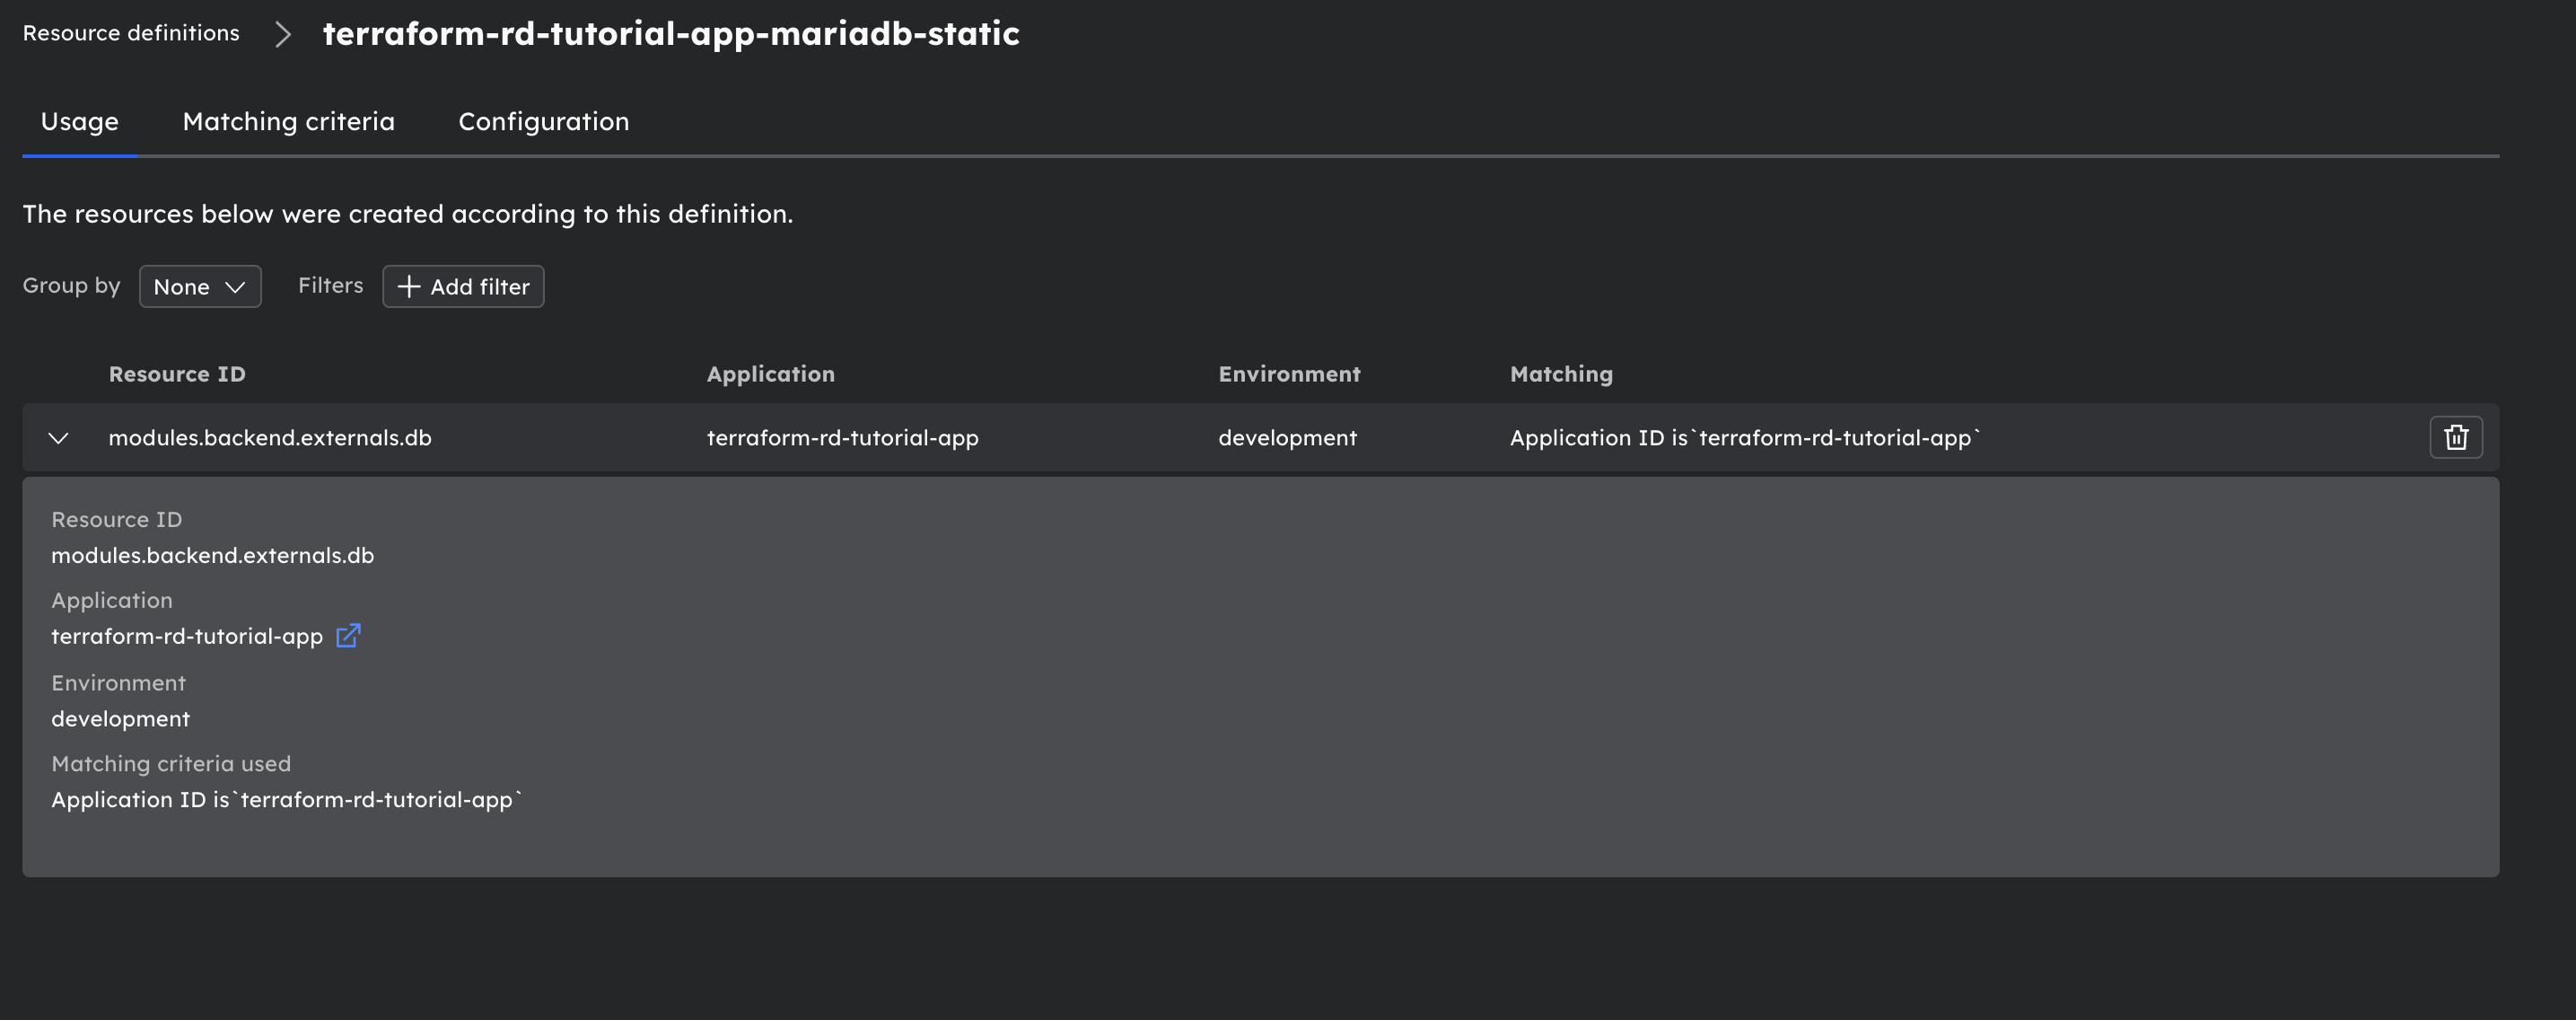 Resource definitions > terraform-rd-tutorial-app-mariadb-static
Usage Matching criteria Configuration
The resources below were created according to this definition.
Group by None Filters + Add filter
Resource ID Application Environment Matching
modules.backend.externals.db terraform-rd-tutorial-app development Application ID is`terraform-rd-tutorial-app`
Resource ID
modules.backend.externals.db
Application
terraform-rd-tutorial-app
Environment
development
Matching criteria used
Application ID is`terraform-rd-tutorial-app`